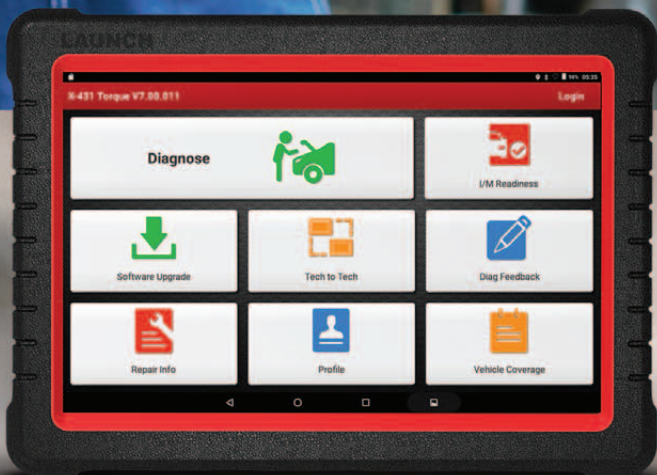 LAUNCH
X-431 Torque V7.00.011
Login
Diagnose
I/M Readiness
Software Upgrade
Tech to Tech
Diag Feedback
Repair Info
Profile
Vehicle Coverage